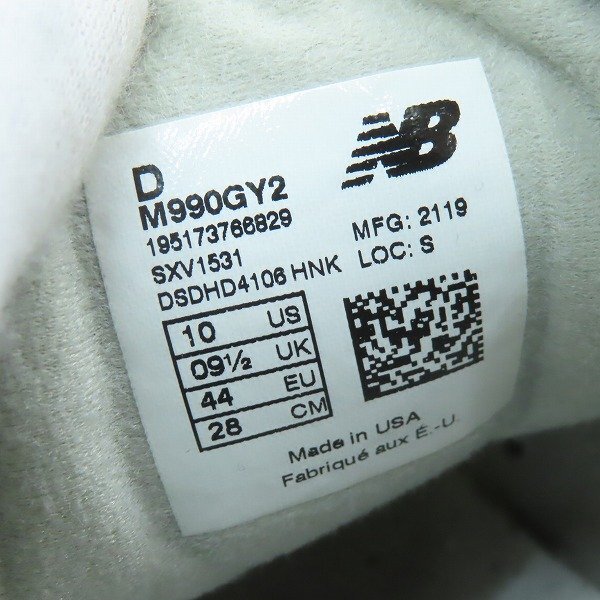 D
NB
M990GY2
195173766829
MFG: 2119
SXV1531
LOC: S
DSDHD4106 HNK
10 US
09½ UK
44 EU
28 CM
Made in USA
Fabriqué aux É.-U.